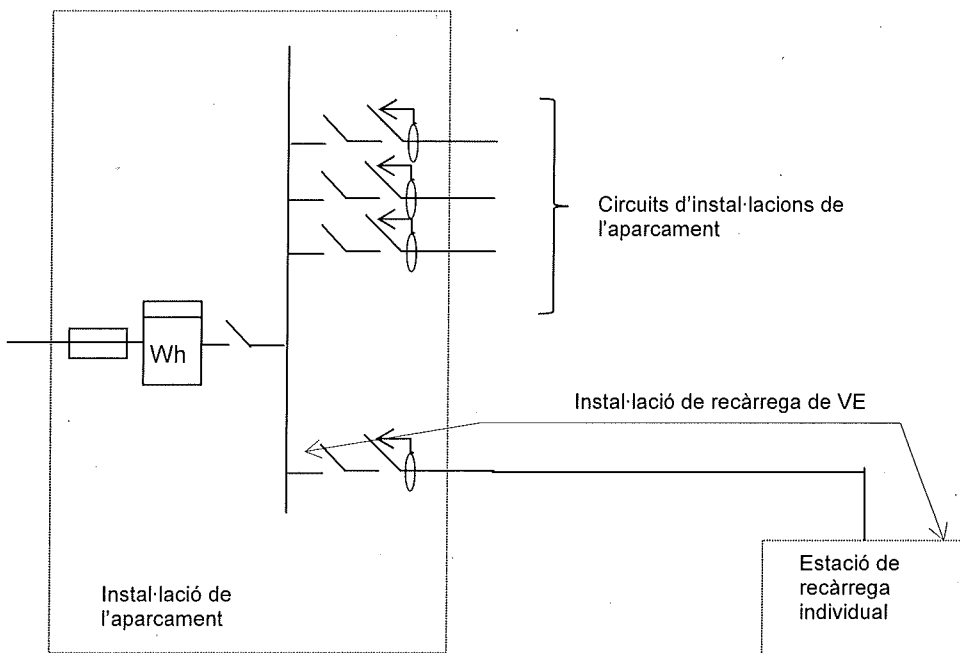 Circuits d'instal·lacions de
l'aparcament
Wh
Instal·lació de recàrrega de VE
Estació de
recàrrega
individual
Instal·lació de
l'aparcament